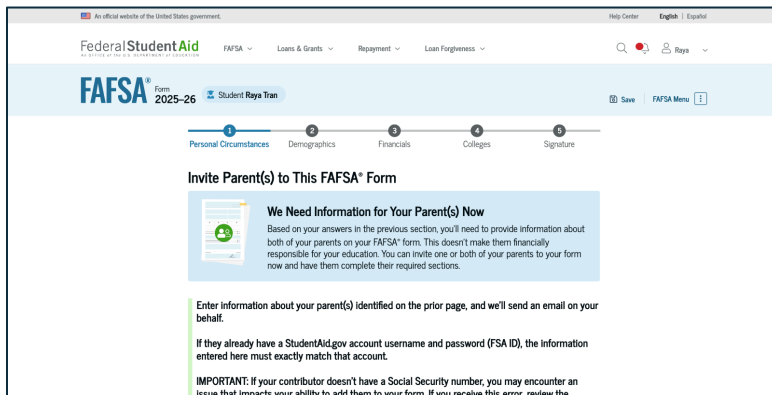 An official website of the United States government.
Help Center English | Español
Federal Student Aid
AN OFFICE OF THE U.S. DEPARTMENT OF EDUCATION
FAFSA Loans & Grants Repayment Loan Forgiveness
Raya
FAFSA® Form
2025–26
Student Raya Tran
Save FAFSA Menu
1 2 3 4 5
Personal Circumstances Demographics Financials Colleges Signature
Invite Parent(s) to This FAFSA® Form
We Need Information for Your Parent(s) Now
Based on your answers in the previous section, you'll need to provide information about
both of your parents on your FAFSA® form. This doesn't make them financially
responsible for your education. You can invite one or both of your parents to your form
now and have them complete their required sections.
Enter information about your parent(s) identified on the prior page, and we'll send an email on your
behalf.
If they already have a StudentAid.gov account username and password (FSA ID), the information
entered here must exactly match that account.
IMPORTANT: If your contributor doesn't have a Social Security number, you may encounter an
issue that impacts your ability to add them to your form. If you receive this error, review the